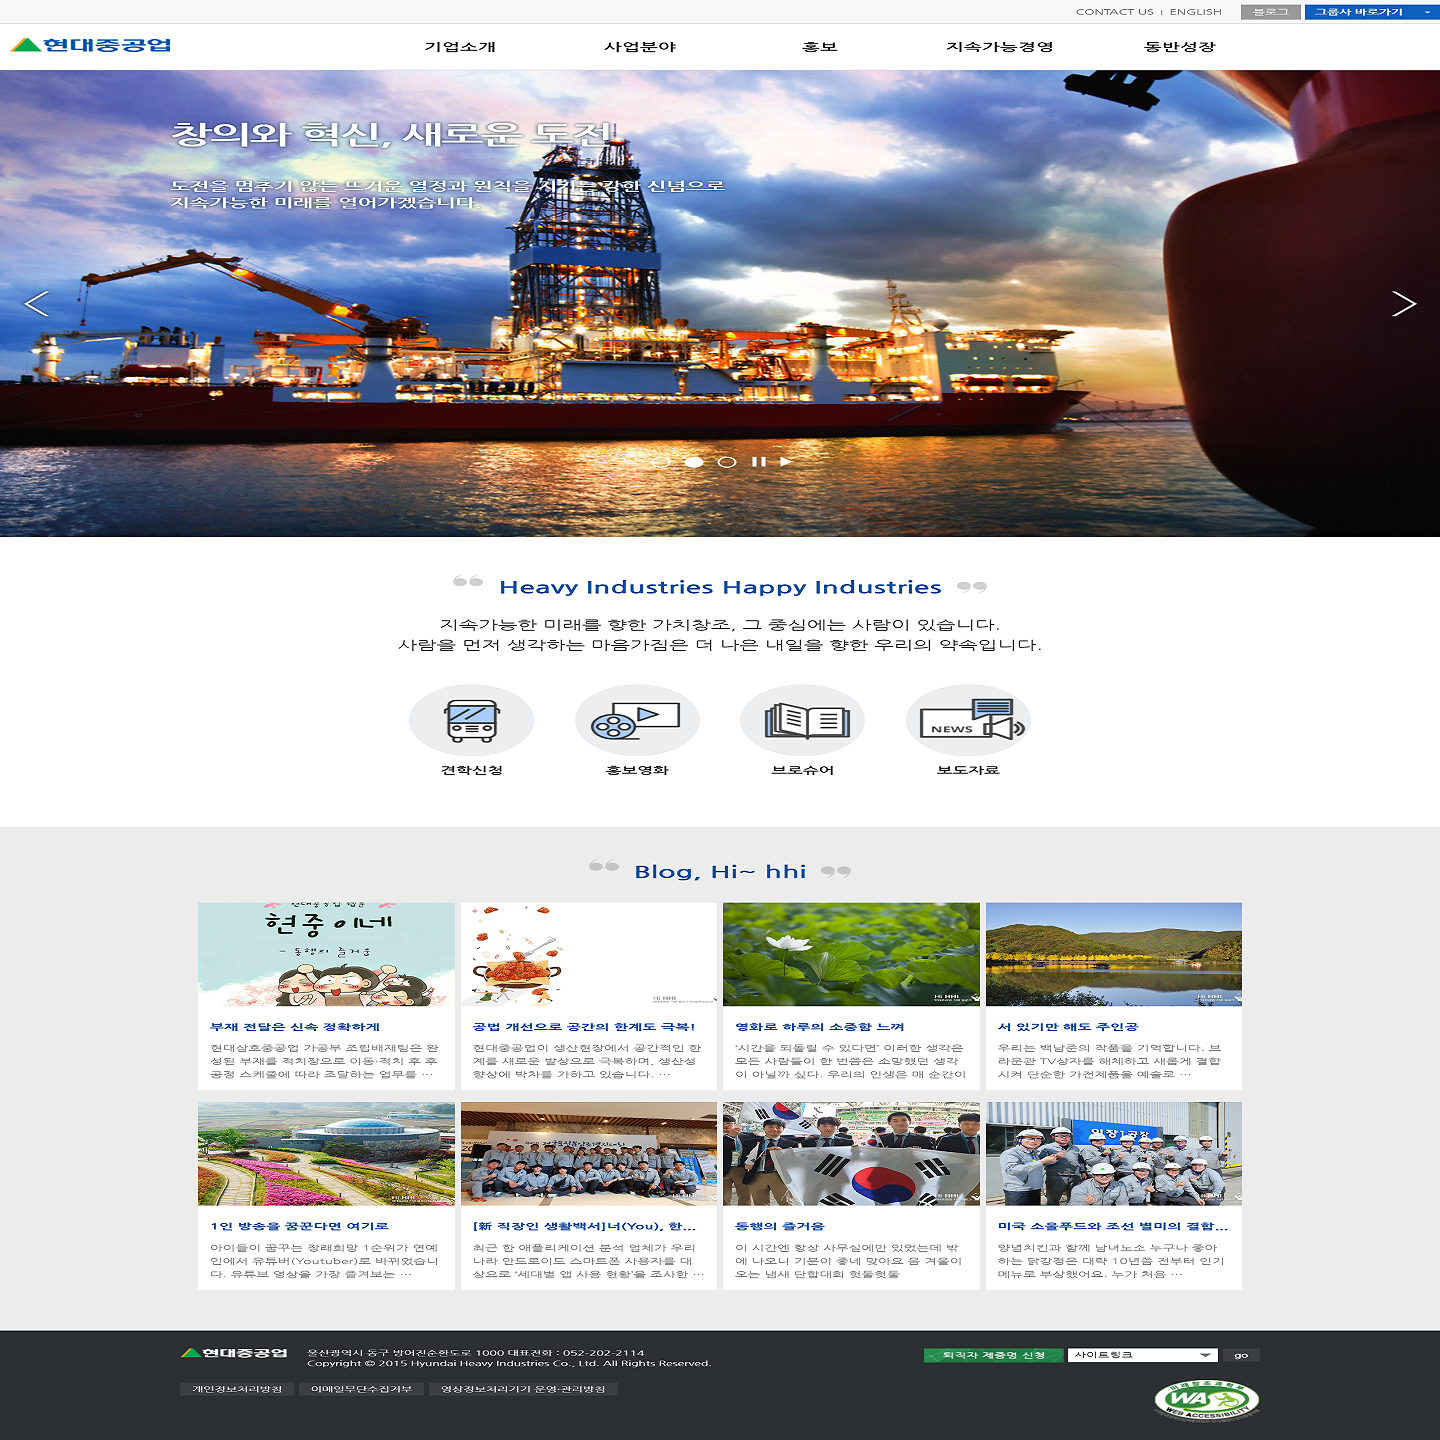 CONTACT US | ENGLISH 블로그 그룹사 바로가기
현대중공업 기업소개 사업분야 홍보 지속가능경영 동반성장
창의와 혁신, 새로운 도전
도전을 멈추기 않는 뜨거운 열정과 원칙을 지키는 강한 신념으로
지속가능한 미래를 열어가겠습니다.
Heavy Industries Happy Industries
지속가능한 미래를 향한 가치창조, 그 중심에는 사람이 있습니다.
사람을 먼저 생각하는 마음가짐은 더 나은 내일을 향한 우리의 약속입니다.
NEWS
견학신청 홍보영화 브로슈어 보도자료
Blog, Hi~ hhi
현중이네
- 동행의 즐거움
부재 전달은 신속 정확하게
현대삼호중공업 가공부 조립배재팀은 완
성된 부재를 적치장으로 이동·적치 후 후
공정 스케줄에 따라 조달하는 업무를 ···
공법 개선으로 공간의 한계도 극복!
현대중공업이 생산현장에서 공간적인 한
계를 새로운 발상으로 극복하며, 생산성
향상에 박차를 가하고 있습니다. ···
영화로 하루의 소중함 느껴
‘시간을 되돌릴 수 있다면’ 이러한 생각은
모든 사람들이 한 번쯤은 소망했던 생각
이 아닐까 싶다. 우리의 인생은 매 순간이
서 있기만 해도 주인공
우리는 백남준의 작품을 기억합니다. 브
라운관 TV상자를 해체하고 새롭게 결합
시켜 단순한 가전제품을 예술로 ···
1인 방송을 꿈꾼다면 여기로
아이들이 꿈꾸는 장래희망 1순위가 연예
인에서 유튜버(Youtuber)로 바뀌었습니
다. 유튜브 영상을 가장 즐겨보는 ···
[新 직장인 생활백서]너(You), 한...
최근 한 애플리케이션 분석 업체가 우리
나라 안드로이드 스마트폰 사용자를 대
상으로 ‘세대별 앱 사용 현황’을 조사한 ···
동행의 즐거움
이 시간엔 항상 사무실에만 있었는데 밖
에 나오니 기분이 좋네 맞아요 음 겨울이
오는 냄새 단합대회 헛둘헛둘
미국 소울푸드와 조선 별미의 결합...
양념치킨과 함께 남녀노소 누구나 좋아
하는 닭강정은 대략 10년쯤 전부터 인기
메뉴로 부상했어요. 누가 처음 ···
현대중공업 울산광역시 동구 방어진순환도로 1000 대표전화 : 052-202-2114
Copyright © 2015 Hyundai Heavy Industries Co., Ltd. All Rights Reserved.
퇴직자 제증명 신청 사이트링크 go
개인정보처리방침 이메일무단수집거부 영상정보처리기기 운영·관리방침
미래창조과학부
WA
WEB ACCESSIBILITY